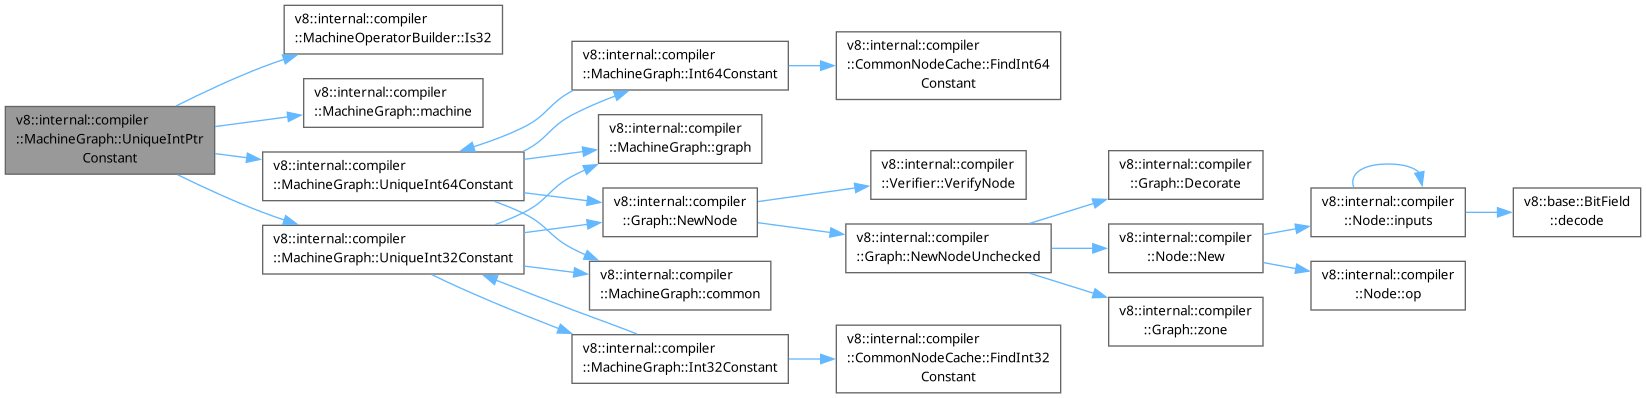 v8::internal::compiler
::MachineGraph::UniqueIntPtr
Constant
v8::internal::compiler
::MachineOperatorBuilder::Is32
v8::internal::compiler
::MachineGraph::machine
v8::internal::compiler
::MachineGraph::UniqueInt64Constant
v8::internal::compiler
::MachineGraph::UniqueInt32Constant
v8::internal::compiler
::MachineGraph::Int64Constant
v8::internal::compiler
::MachineGraph::graph
v8::internal::compiler
::Graph::NewNode
v8::internal::compiler
::MachineGraph::common
v8::internal::compiler
::MachineGraph::Int32Constant
v8::internal::compiler
::CommonNodeCache::FindInt64
Constant
v8::internal::compiler
::Verifier::VerifyNode
v8::internal::compiler
::Graph::NewNodeUnchecked
v8::internal::compiler
::CommonNodeCache::FindInt32
Constant
v8::internal::compiler
::Graph::Decorate
v8::internal::compiler
::Node::New
v8::internal::compiler
::Graph::zone
v8::internal::compiler
::Node::inputs
v8::internal::compiler
::Node::op
v8::base::BitField
::decode